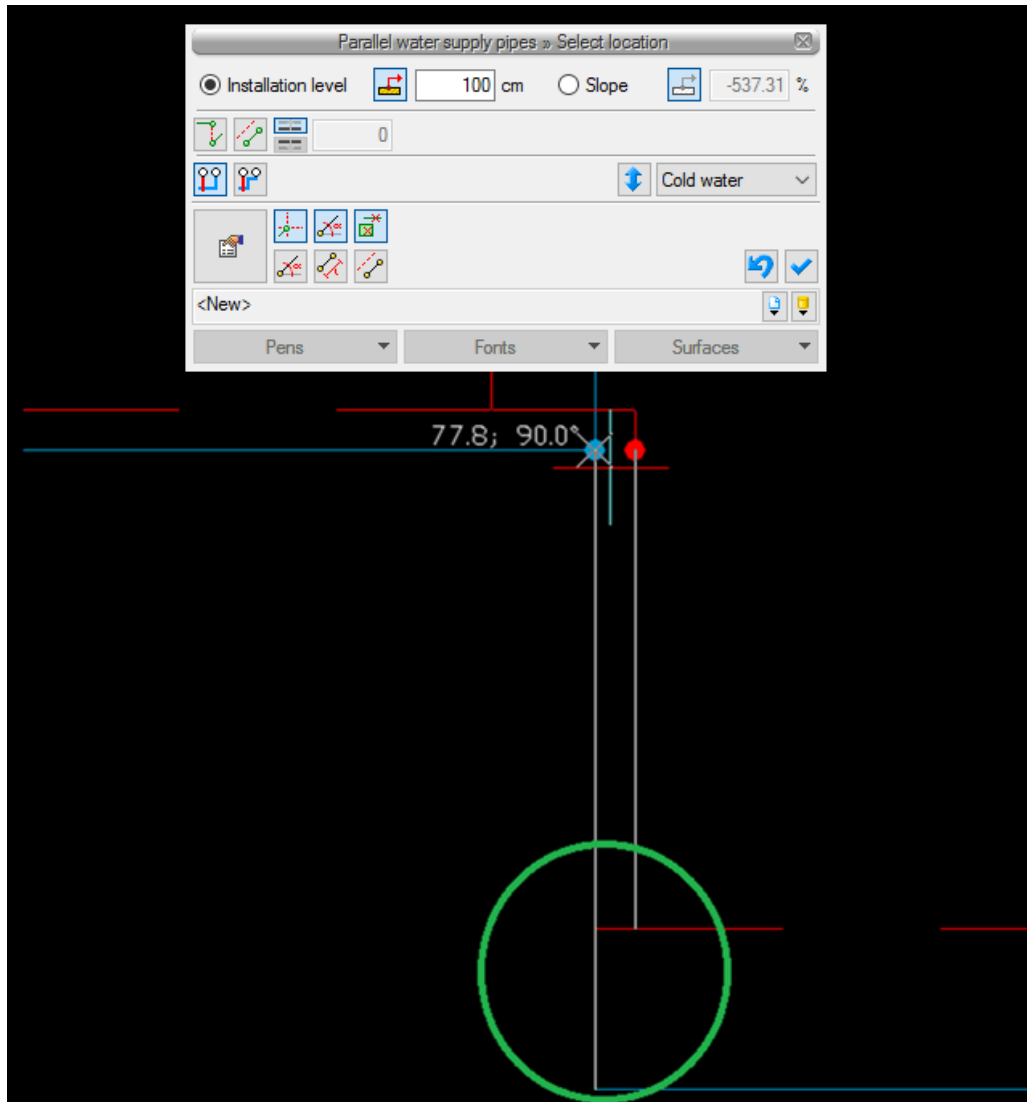 Parallel water supply pipes » Select location
Installation level 100 cm Slope -537.31 %
0
Cold water
<New>
Pens Fonts Surfaces
77.8; 90.0°